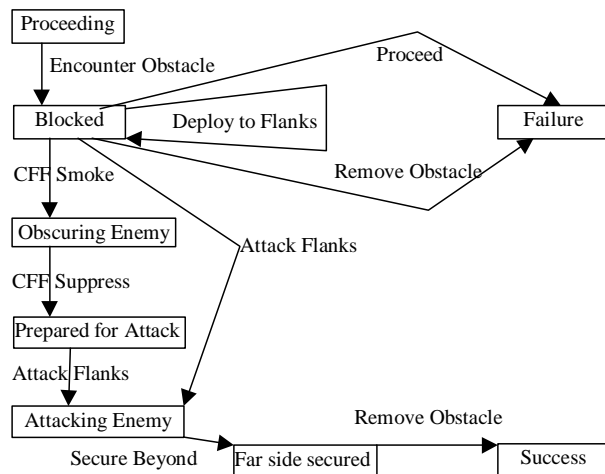 Proceeding
Encounter Obstacle
Proceed
Blocked
Deploy to Flanks
Failure
CFF Smoke
Remove Obstacle
Obscuring Enemy
Attack Flanks
CFF Suppress
Prepared for Attack
Attack Flanks
Attacking Enemy
Remove Obstacle
Secure Beyond
Far side secured
Success